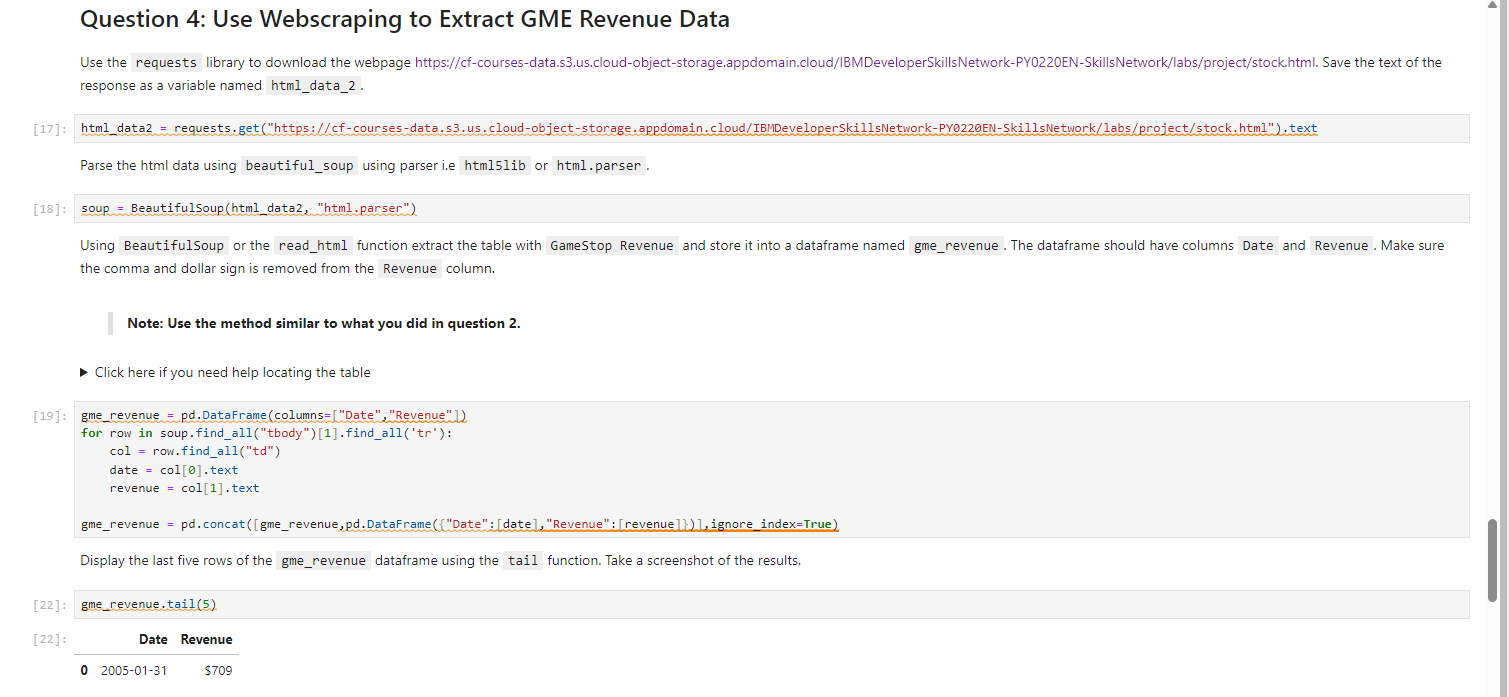 Question 4: Use Webscraping to Extract GME Revenue Data
Use the requests library to download the webpage https://cf-courses-data.s3.us.cloud-object-storage.appdomain.cloud/IBMDeveloperSkillsNetwork-PY0220EN-SkillsNetwork/labs/project/stock.html. Save the text of the
response as a variable named html_data_2.
[17]: html_data2 = requests.get("https://cf-courses-data.s3.us.cloud-object-storage.appdomain.cloud/IBMDeveloperSkillsNetwork-PY0220EN-SkillsNetwork/labs/project/stock.html").text
Parse the html data using beautiful_soup using parser i.e html5lib or html.parser.
[18]: soup = BeautifulSoup(html_data2, "html.parser")
Using BeautifulSoup or the read_html function extract the table with GameStop Revenue and store it into a dataframe named gme_revenue. The dataframe should have columns Date and Revenue. Make sure
the comma and dollar sign is removed from the Revenue column.
Note: Use the method similar to what you did in question 2.
▶ Click here if you need help locating the table
[19]: gme_revenue = pd.DataFrame(columns=["Date","Revenue"])
for row in soup.find_all("tbody")[1].find_all('tr'):
    col = row.find_all("td")
    date = col[0].text
    revenue = col[1].text
gme_revenue = pd.concat([gme_revenue,pd.DataFrame({"Date":[date],"Revenue":[revenue]})],ignore_index=True)
Display the last five rows of the gme_revenue dataframe using the tail function. Take a screenshot of the results.
[22]: gme_revenue.tail(5)
[22]: Date Revenue
0 2005-01-31 $709